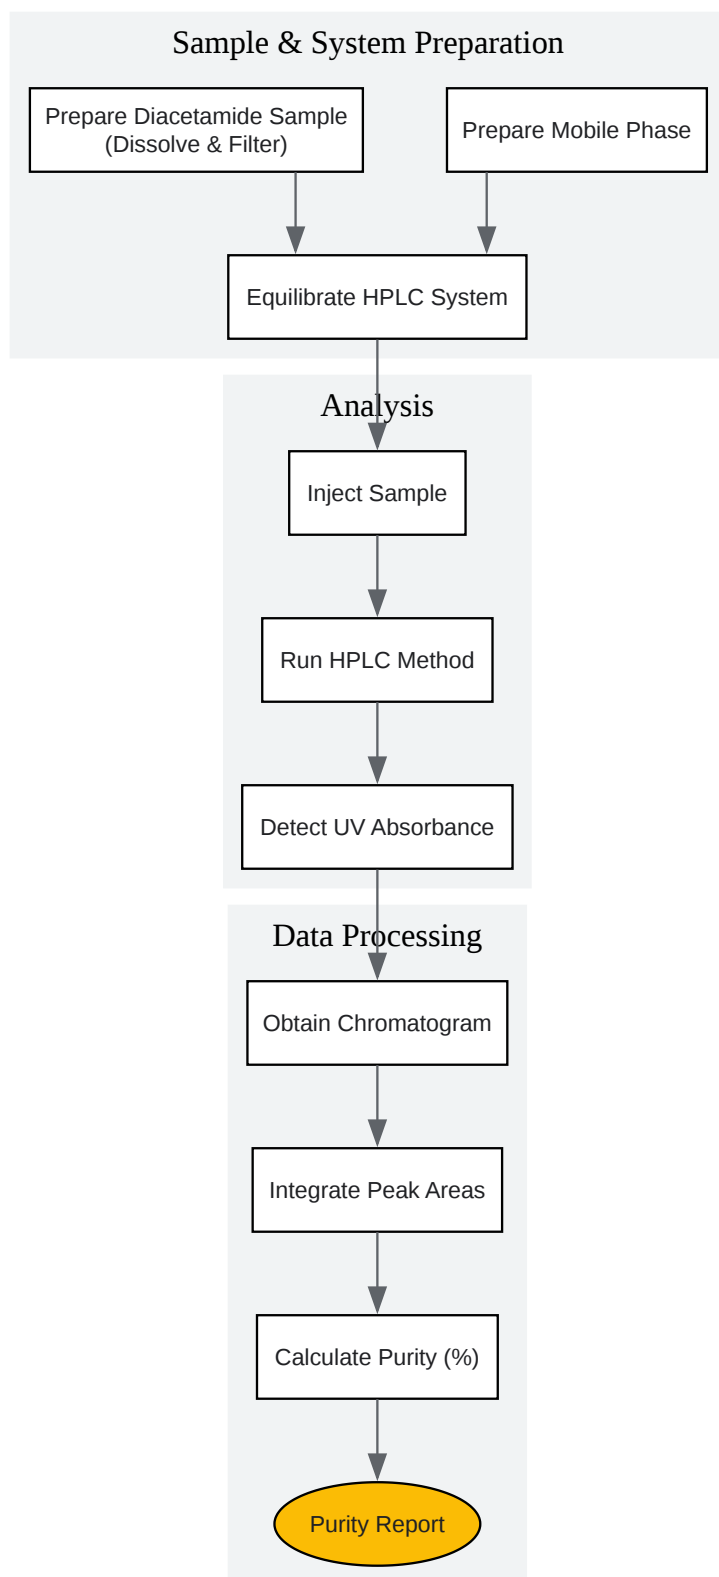 Sample & System Preparation
Prepare Diacetamide Sample
(Dissolve & Filter)
Prepare Mobile Phase
Equilibrate HPLC System
Analysis
Inject Sample
Run HPLC Method
Detect UV Absorbance
Data Processing
Obtain Chromatogram
Integrate Peak Areas
Calculate Purity (%)
Purity Report